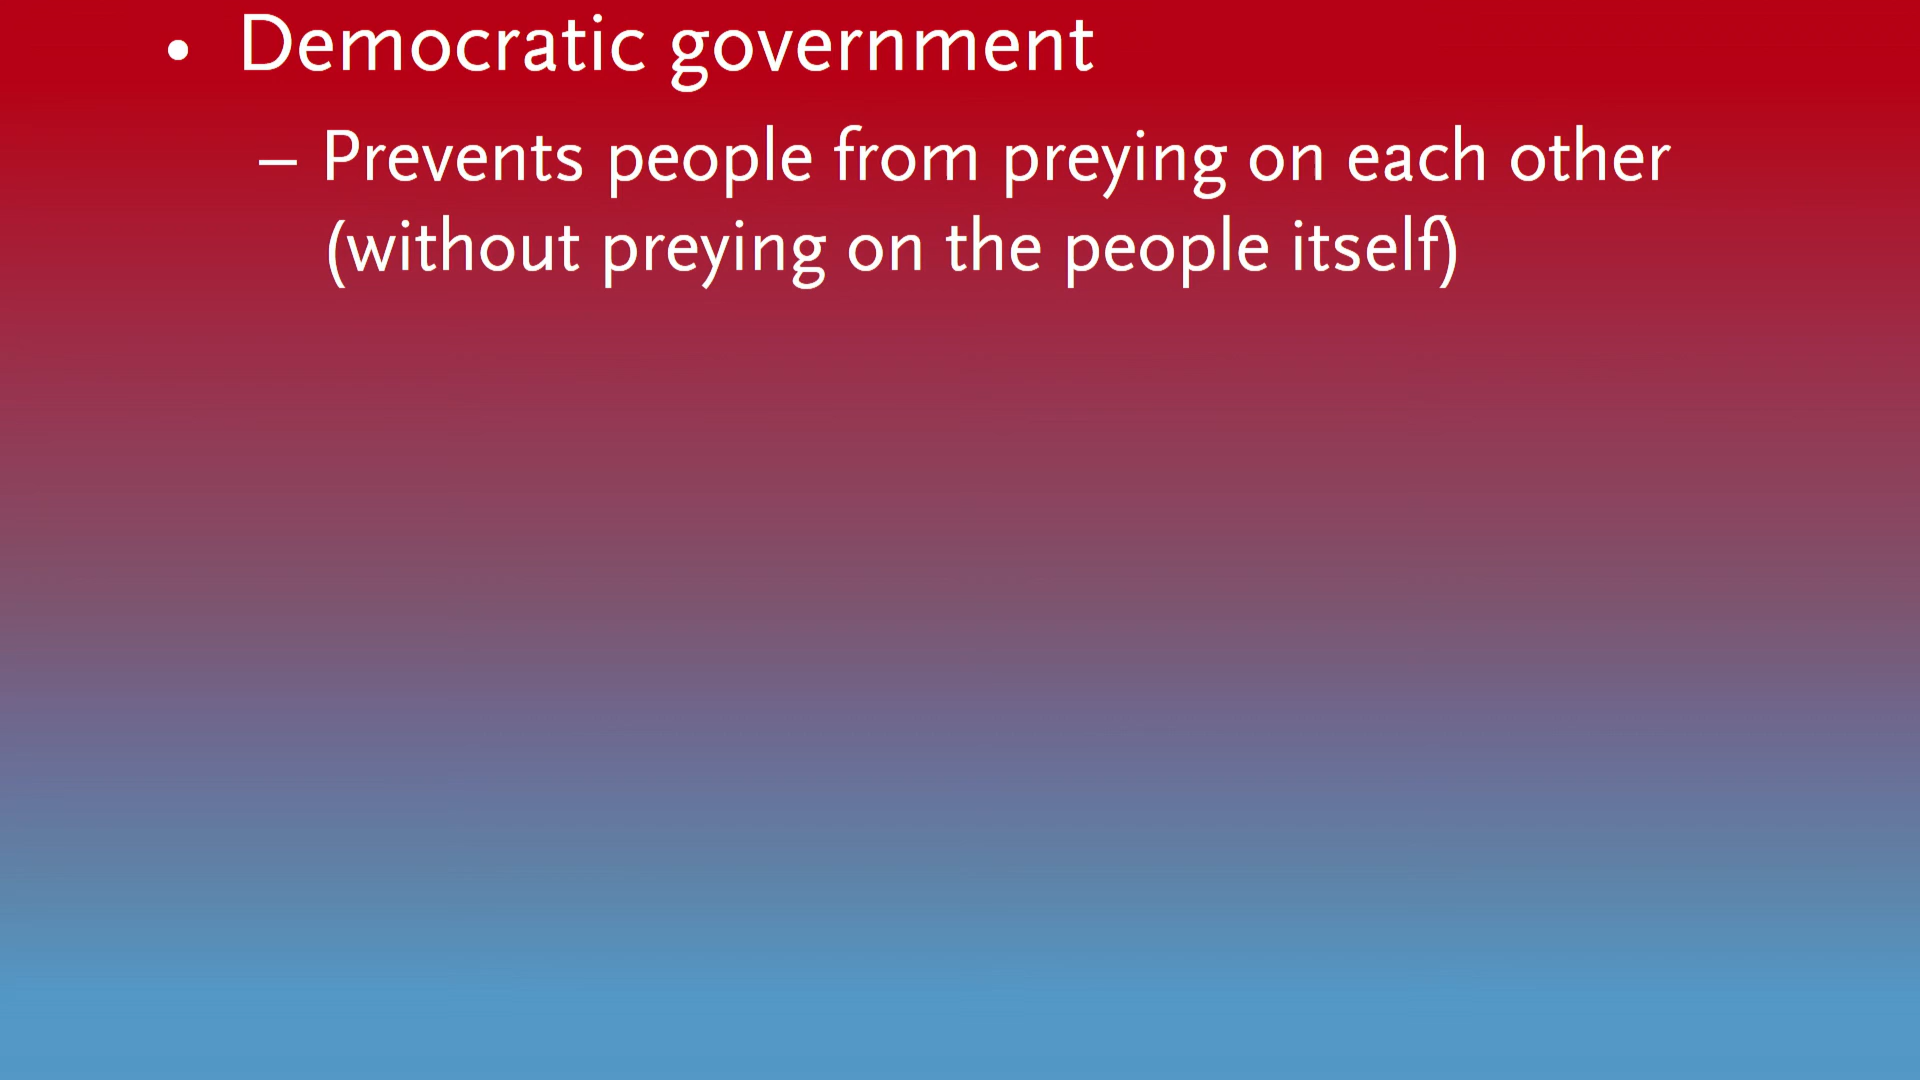 • Democratic government
– Prevents people from preying on each other
(without preying on the people itself)